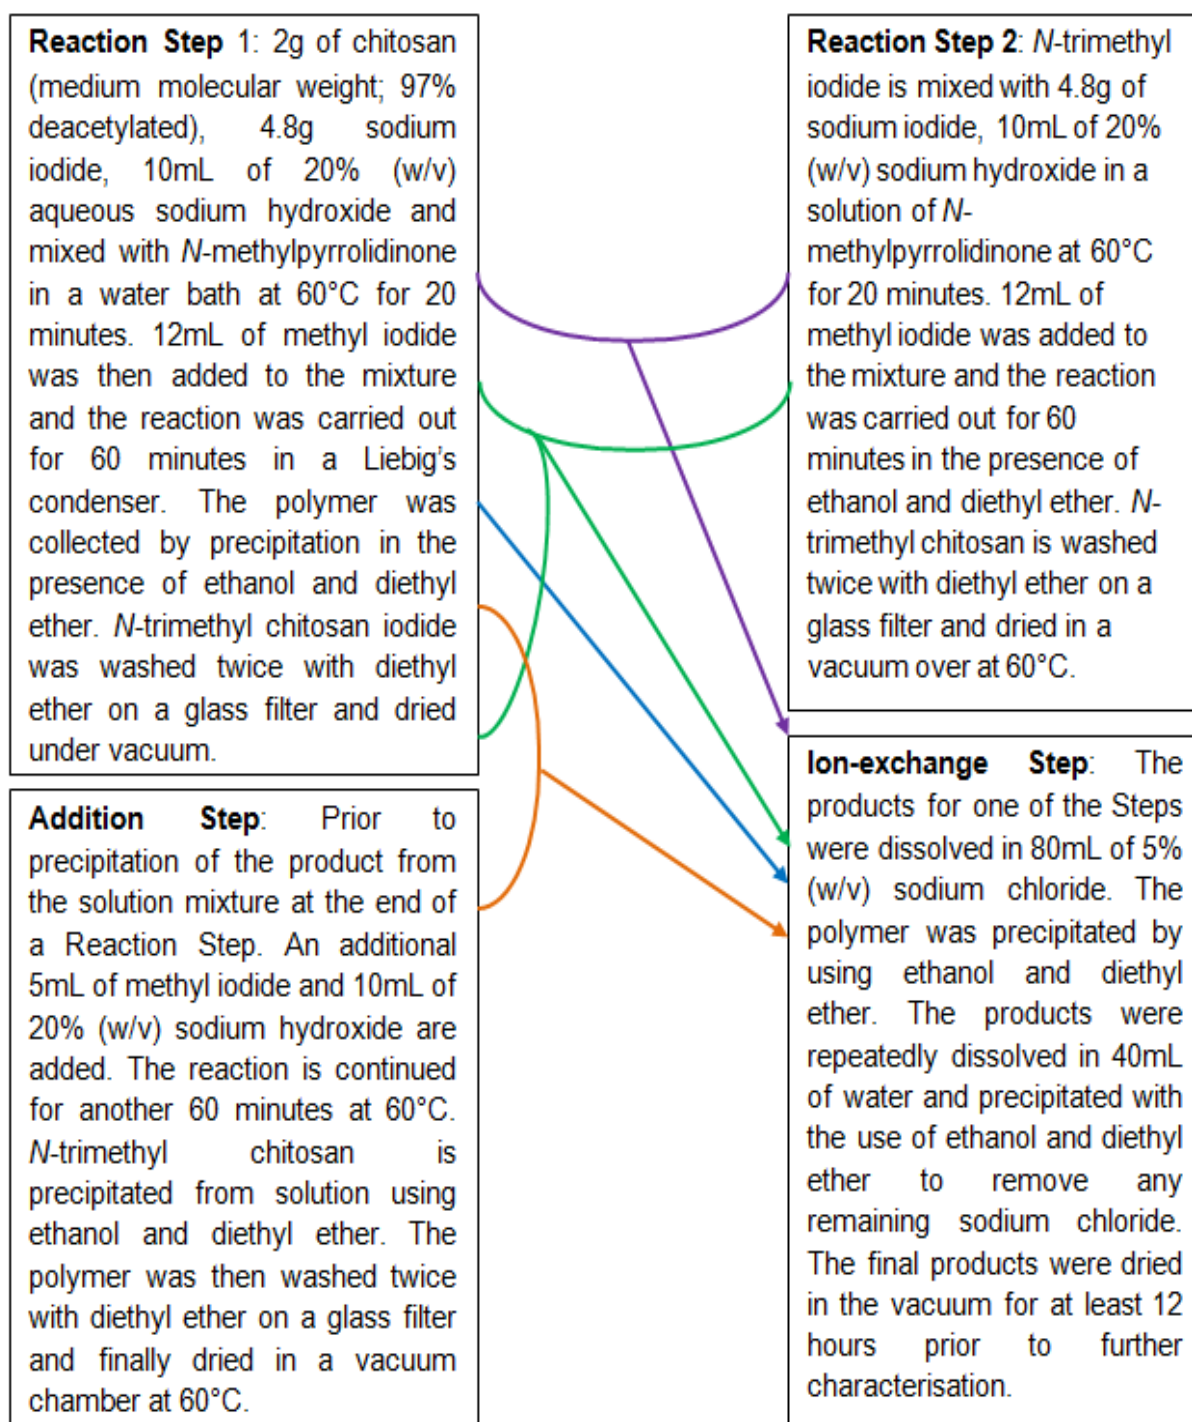 Reaction Step 1: 2g of chitosan
(medium molecular weight; 97%
deacetylated), 4.8g sodium
iodide, 10mL of 20% (w/v)
aqueous sodium hydroxide and
mixed with N-methylpyrrolidinone
in a water bath at 60°C for 20
minutes. 12mL of methyl iodide
was then added to the mixture
and the reaction was carried out
for 60 minutes in a Liebig's
condenser. The polymer was
collected by precipitation in the
presence of ethanol and diethyl
ether. N-trimethyl chitosan iodide
was washed twice with diethyl
ether on a glass filter and dried
under vacuum.
Reaction Step 2: N-trimethyl
iodide is mixed with 4.8g of
sodium iodide, 10mL of 20%
(w/v) sodium hydroxide in a
solution of N-
methylpyrrolidinone at 60°C
for 20 minutes. 12mL of
methyl iodide was added to
the mixture and the reaction
was carried out for 60
minutes in the presence of
ethanol and diethyl ether. N-
trimethyl chitosan is washed
twice with diethyl ether on a
glass filter and dried in a
vacuum over at 60°C.
Addition Step: Prior to
precipitation of the product from
the solution mixture at the end of
a Reaction Step. An additional
5mL of methyl iodide and 10mL of
20% (w/v) sodium hydroxide are
added. The reaction is continued
for another 60 minutes at 60°C.
N-trimethyl chitosan is
precipitated from solution using
ethanol and diethyl ether. The
polymer was then washed twice
with diethyl ether on a glass filter
and finally dried in a vacuum
chamber at 60°C.
Ion-exchange Step: The
products for one of the Steps
were dissolved in 80mL of 5%
(w/v) sodium chloride. The
polymer was precipitated by
using ethanol and diethyl
ether. The products were
repeatedly dissolved in 40mL
of water and precipitated with
the use of ethanol and diethyl
ether to remove any
remaining sodium chloride.
The final products were dried
in the vacuum for at least 12
hours prior to further
characterisation.